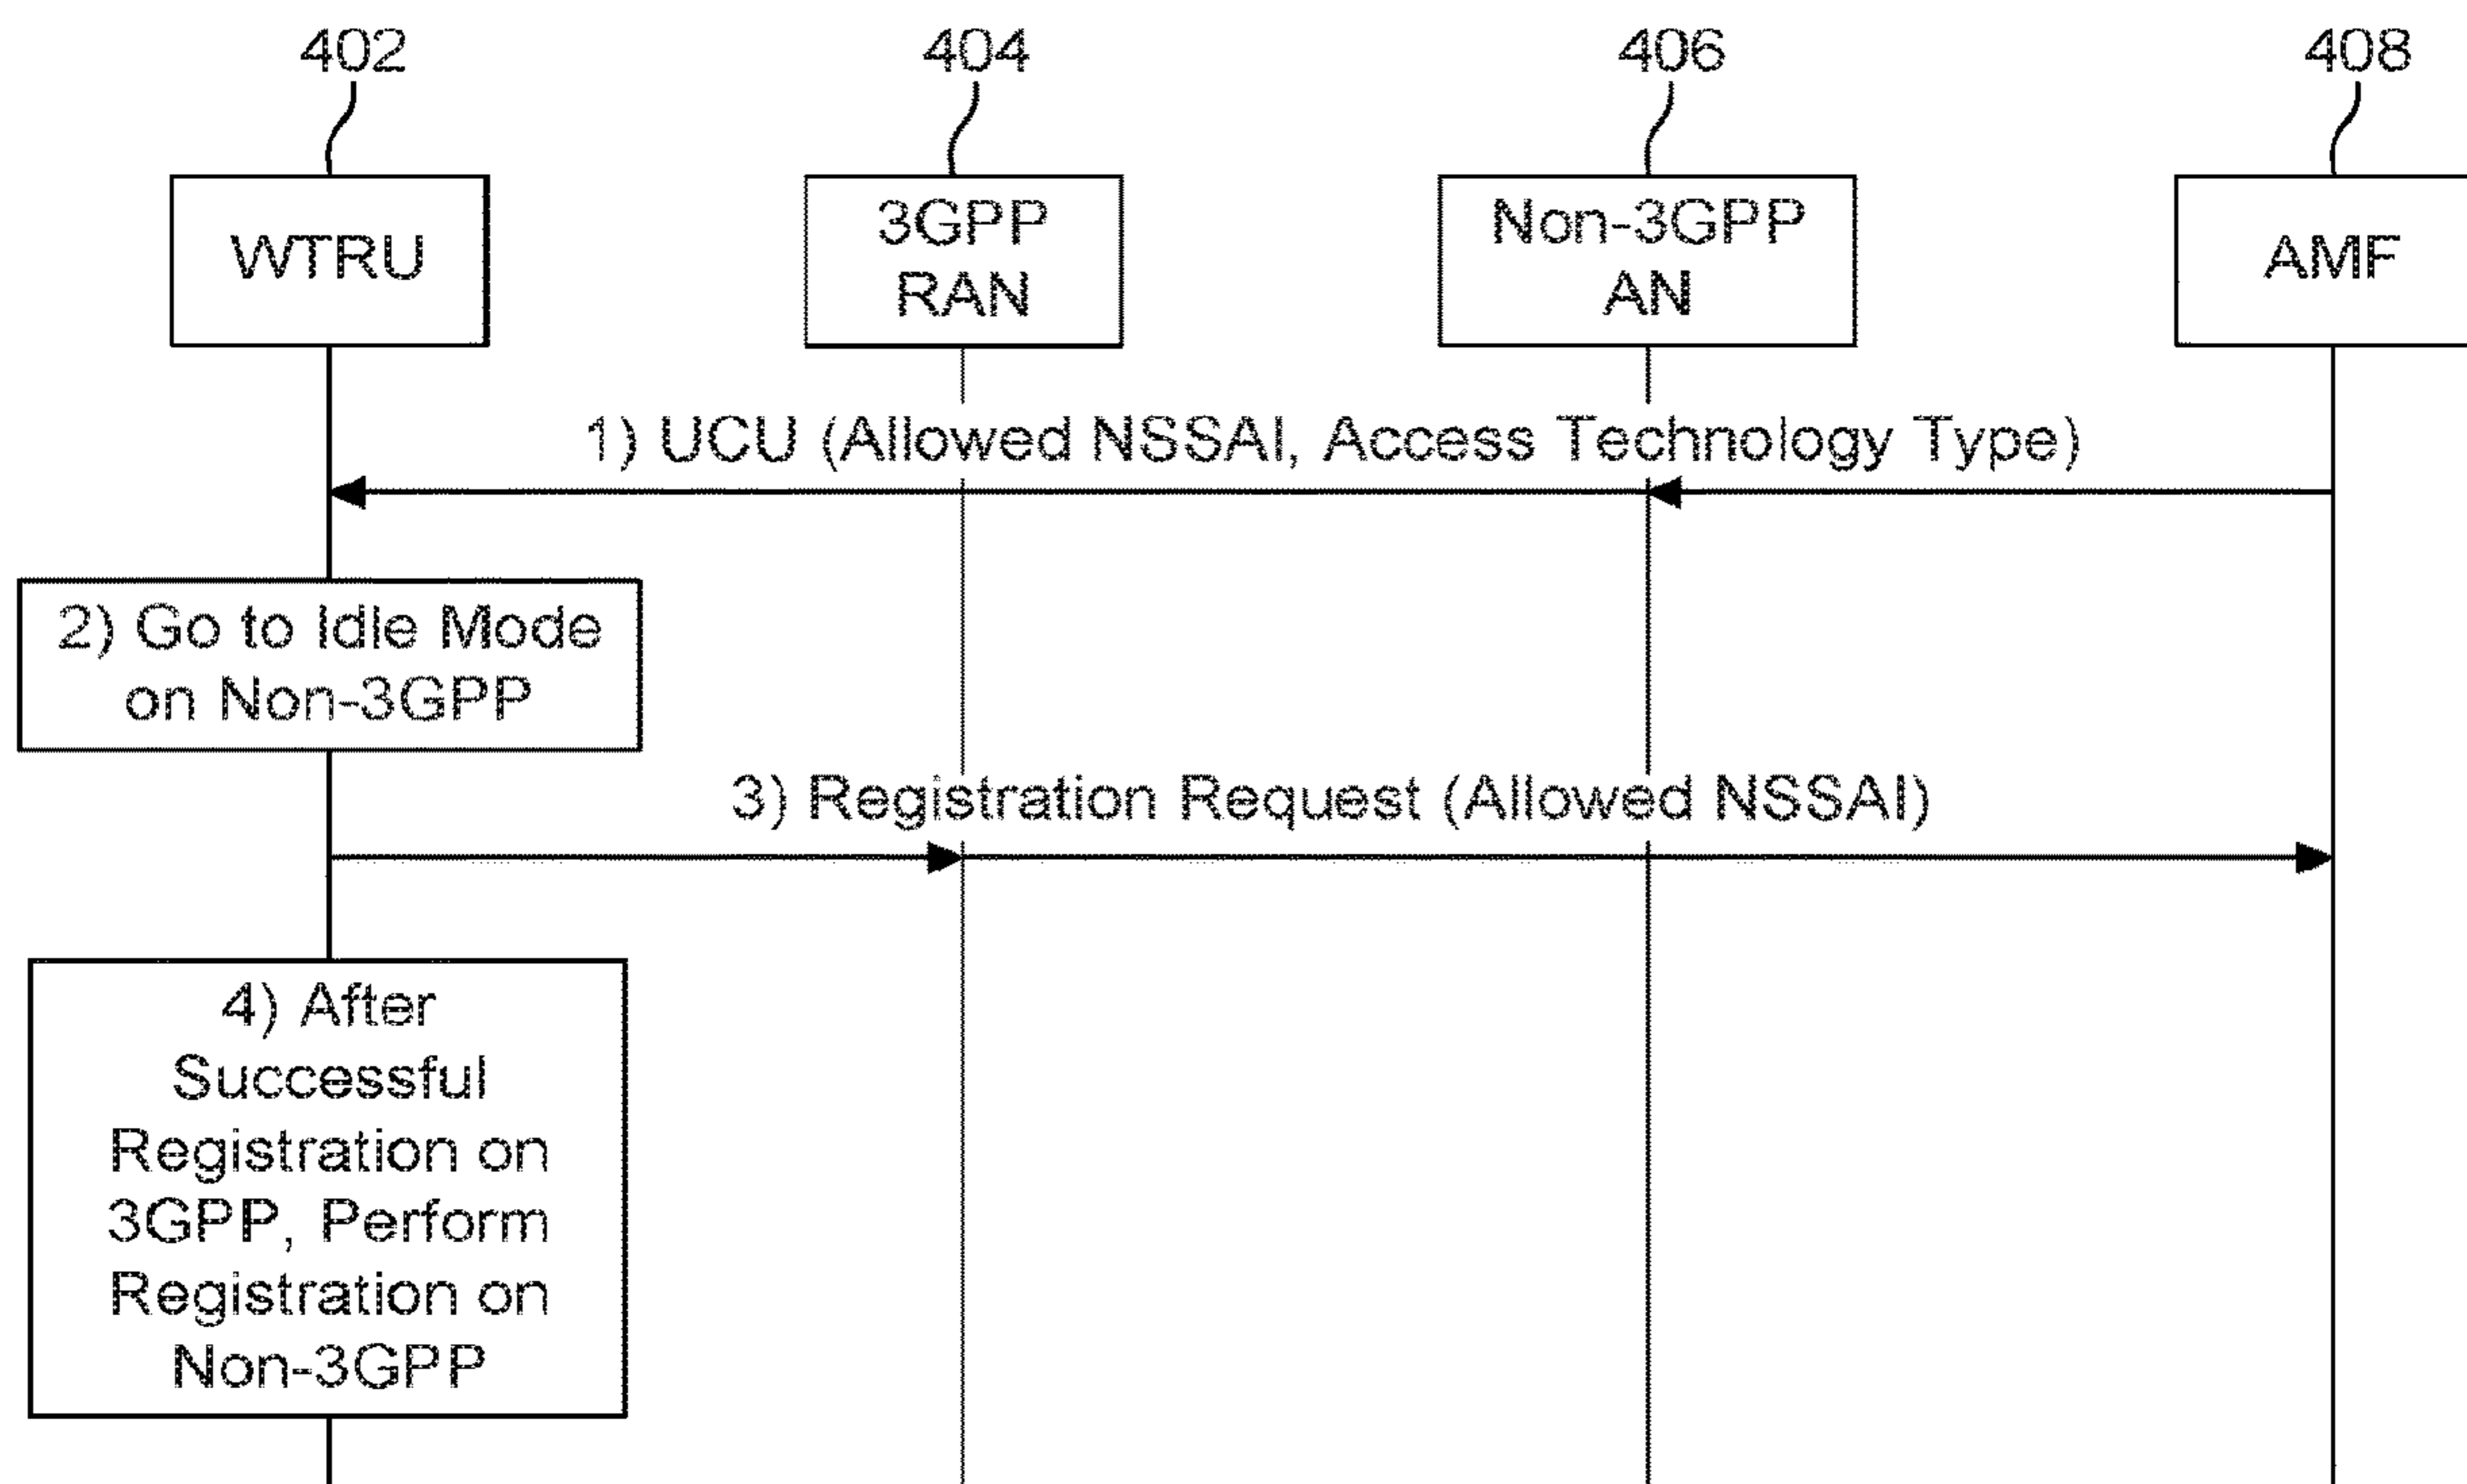 402
404
406
408
WTRU
3GPP
RAN
Non-3GPP
AN
AMF
1) UCU (Allowed NSSAI, Access Technology Type)
2) Go to Idle Mode
on Non-3GPP
3) Registration Request (Allowed NSSAI)
4) After
Successful
Registration on
3GPP, Perform
Registration on
Non-3GPP